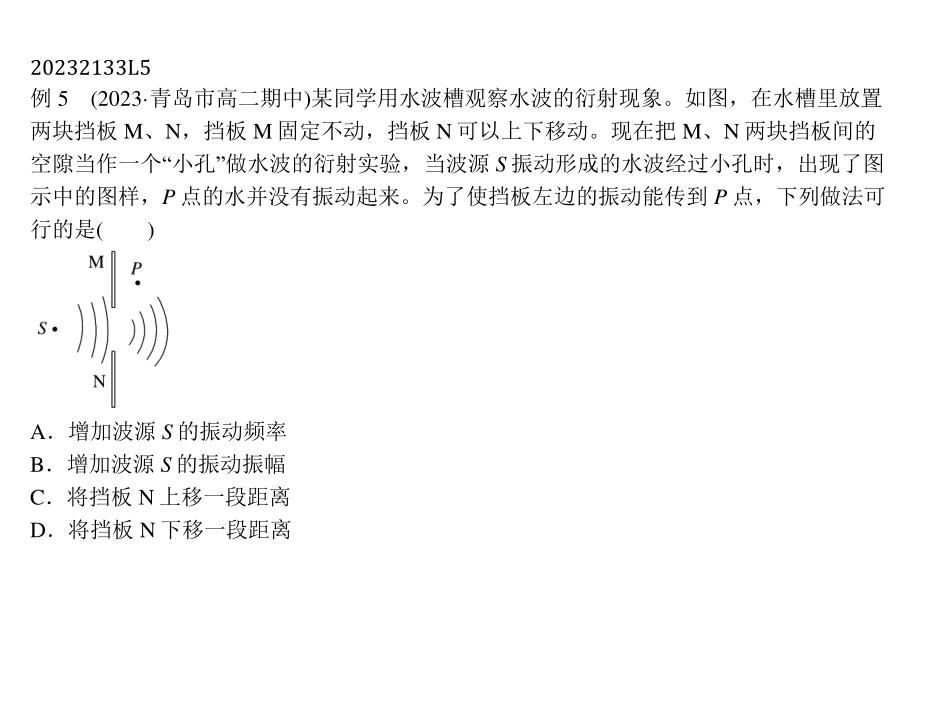 20232133L5
例 5　(2023·青岛市高二期中)某同学用水波槽观察水波的衍射现象。如图，在水槽里放置
两块挡板 M、N，挡板 M 固定不动，挡板 N 可以上下移动。现在把 M、N 两块挡板间的
空隙当作一个“小孔”做水波的衍射实验，当波源 S 振动形成的水波经过小孔时，出现了图
示中的图样，P 点的水并没有振动起来。为了使挡板左边的振动能传到 P 点，下列做法可
行的是(　　)
M
P
S
N
A．增加波源 S 的振动频率
B．增加波源 S 的振动振幅
C．将挡板 N 上移一段距离
D．将挡板 N 下移一段距离